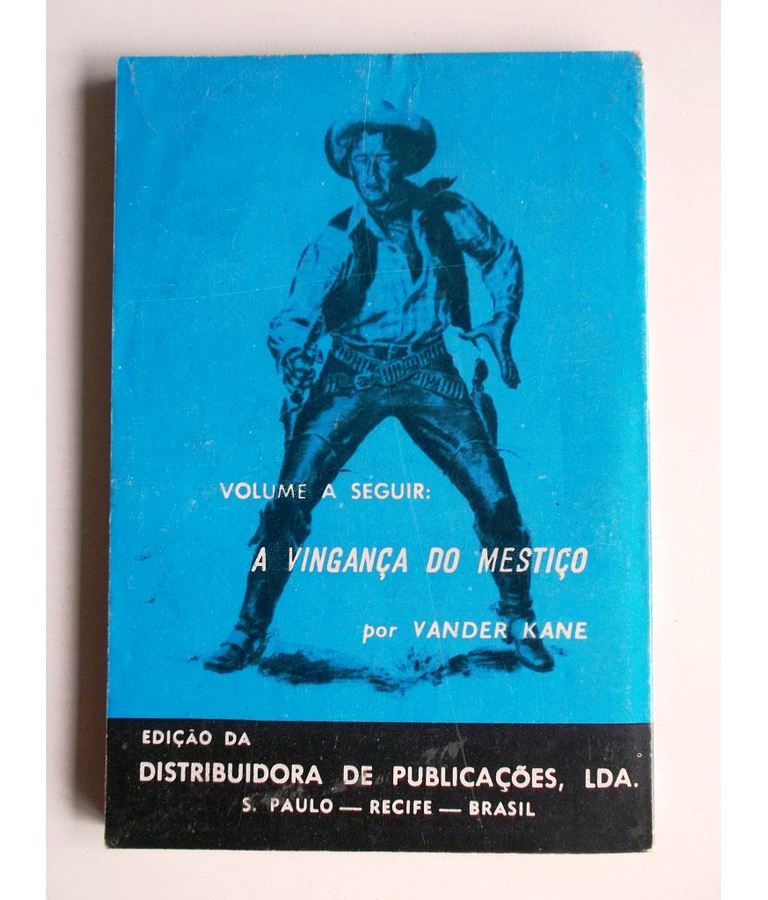 VOLUME A SEGUIR:
A VINGANÇA DO MESTIÇO
por VANDER KANE
EDIÇÃO DA
DISTRIBUIDORA DE PUBLICAÇÕES, LDA.
S. PAULO — RECIFE — BRASIL